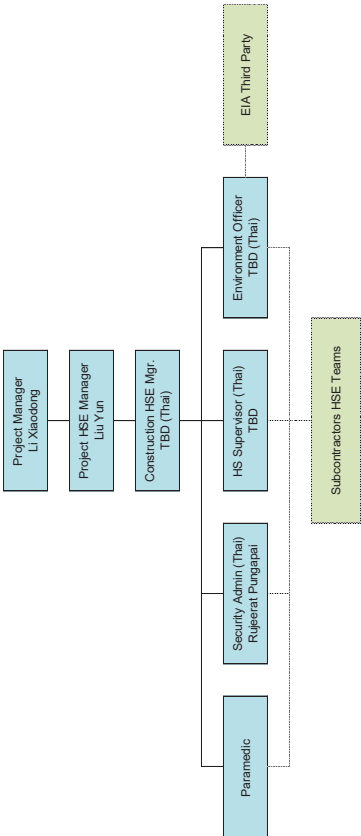 Project Manager
Li Xiaodong
Project HSE Manager
Liu Yun
Construction HSE Mgr.
TBD (Thai)
Paramedic
Security Admin (Thai)
Rujeerat Pungapai
HS Supervisor (Thai)
TBD
Environment Officer
TBD (Thai)
EIA Third Party
Subcontractors HSE Teams